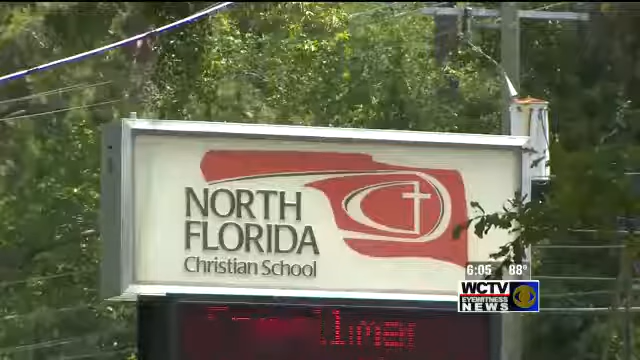 NORTH
FLORIDA
Christian School
6:05 88°
WCTV
EYEWITNESS
NEWS